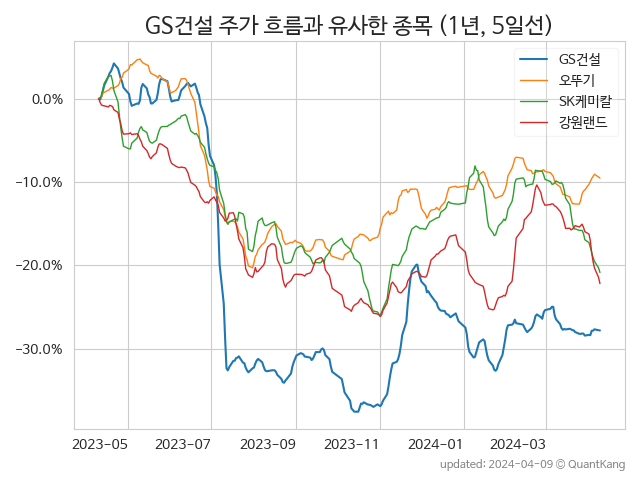 GS건설 주가 흐름과 유사한 종목 (1년, 5일선)
GS건설
오뚜기
SK케미칼
강원랜드
0.0%
−10.0%
−20.0%
−30.0%
2023-05
2023-07
2023-09
2023-11
2024-01
2024-03
updated: 2024-04-09 © QuantKang